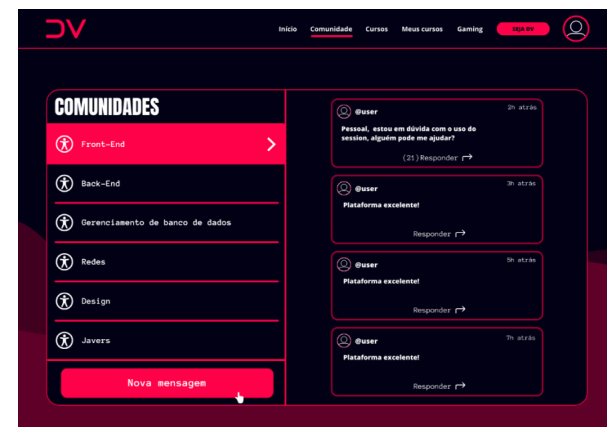 DV
Início Comunidade Cursos Meus cursos Gaming SEJA DV
COMUNIDADES
Front-End
Back-End
Gerenciamento de banco de dados
Redes
Design
Javers
Nova mensagem
@user 2h atrás
Pessoal, estou em dúvida com o uso do
session, alguém pode me ajudar?
(21)Responder
@user 3h atrás
Plataforma excelente!
Responder
@user 5h atrás
Plataforma excelente!
Responder
@user 7h atrás
Plataforma excelente!
Responder